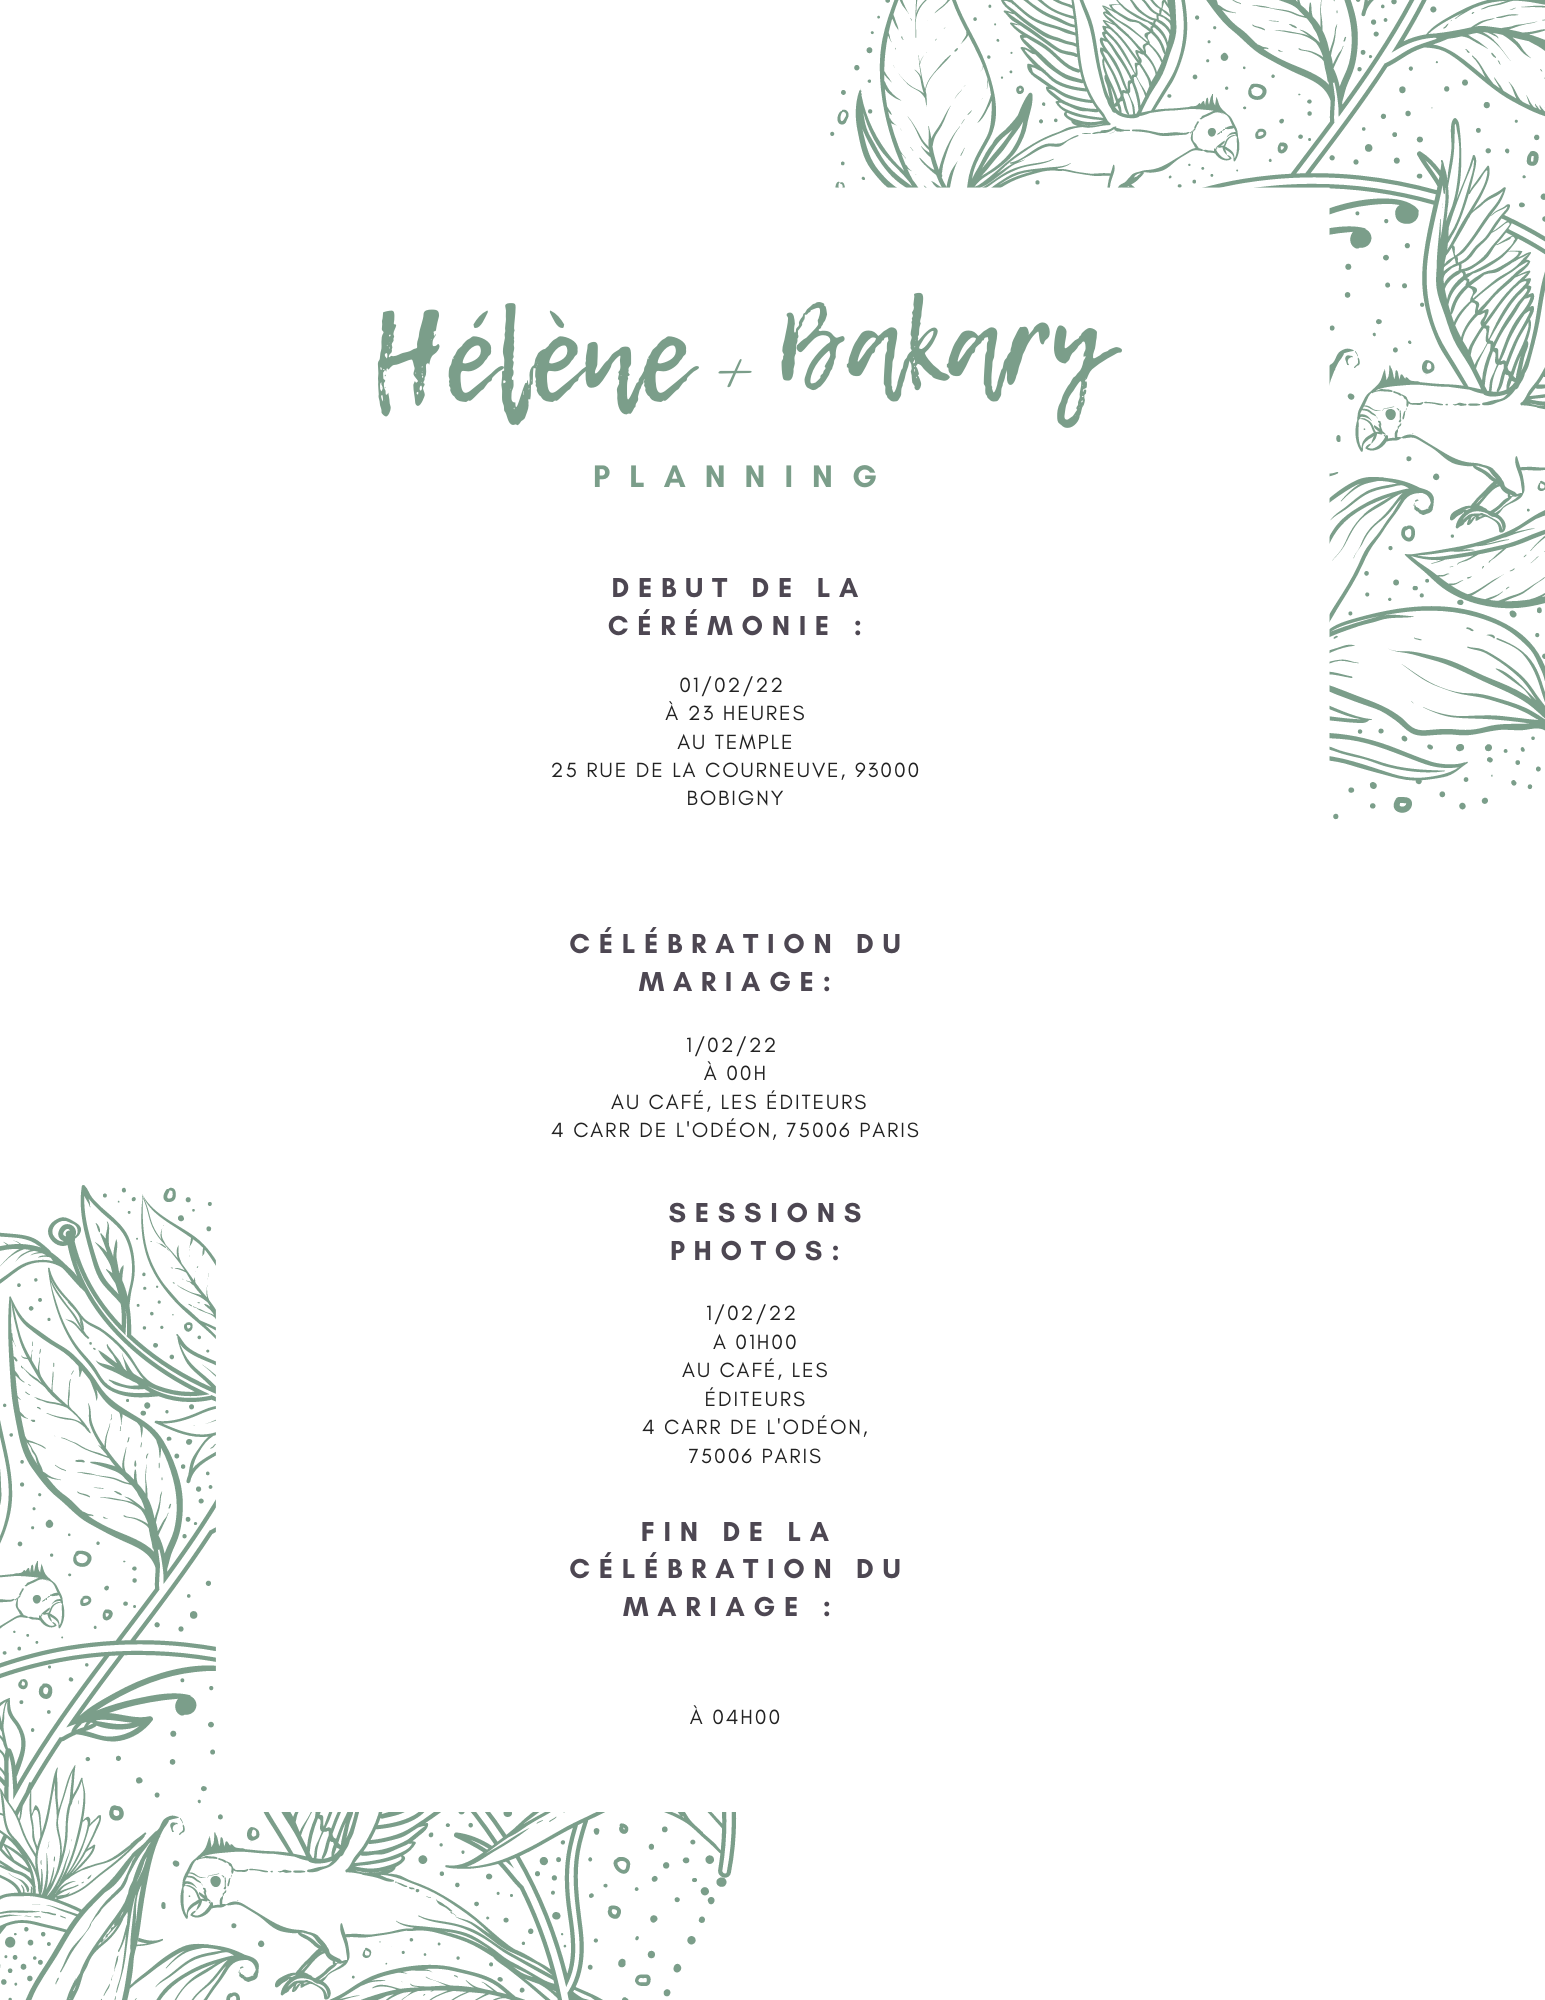 Hélène + Bakary
PLANNING
DEBUT DE LA
CÉRÉMONIE :
01/02/22
À 23 HEURES
AU TEMPLE
25 RUE DE LA COURNEUVE, 93000
BOBIGNY
CÉLÉBRATION DU
MARIAGE:
1/02/22
À 00H
AU CAFÉ, LES ÉDITEURS
4 CARR DE L'ODÉON, 75006 PARIS
SESSIONS
PHOTOS:
1/02/22
A 01H00
AU CAFÉ, LES
ÉDITEURS
4 CARR DE L'ODÉON,
75006 PARIS
FIN DE LA
CÉLÉBRATION DU
MARIAGE :
À 04H00